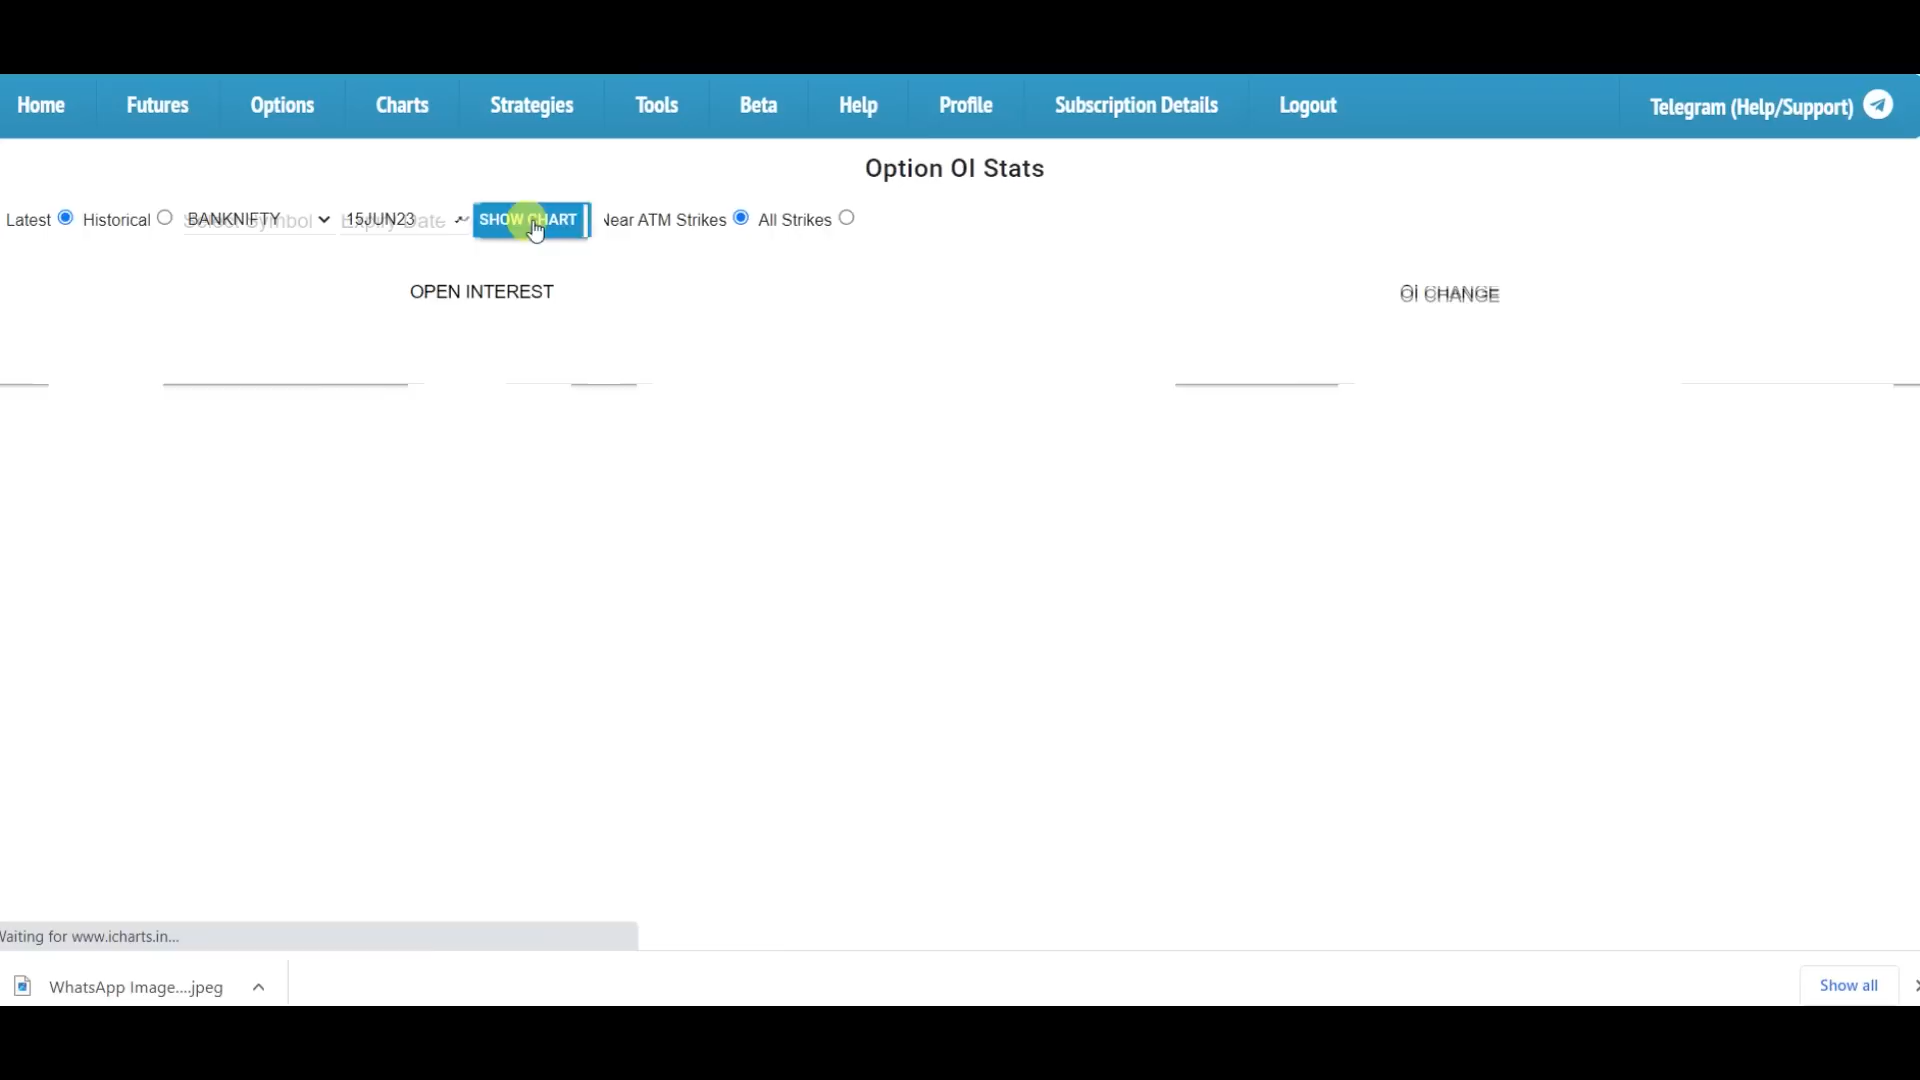 Home Futures Options Charts Strategies Tools Beta Help Profile Subscription Details Logout Telegram (Help/Support)
Option OI Stats
Latest Historical BANKNIFTY 15JUN23 SHOW CHART Near ATM Strikes All Strikes
OPEN INTEREST OI CHANGE
Waiting for www.icharts.in...
WhatsApp Image....jpeg Show all